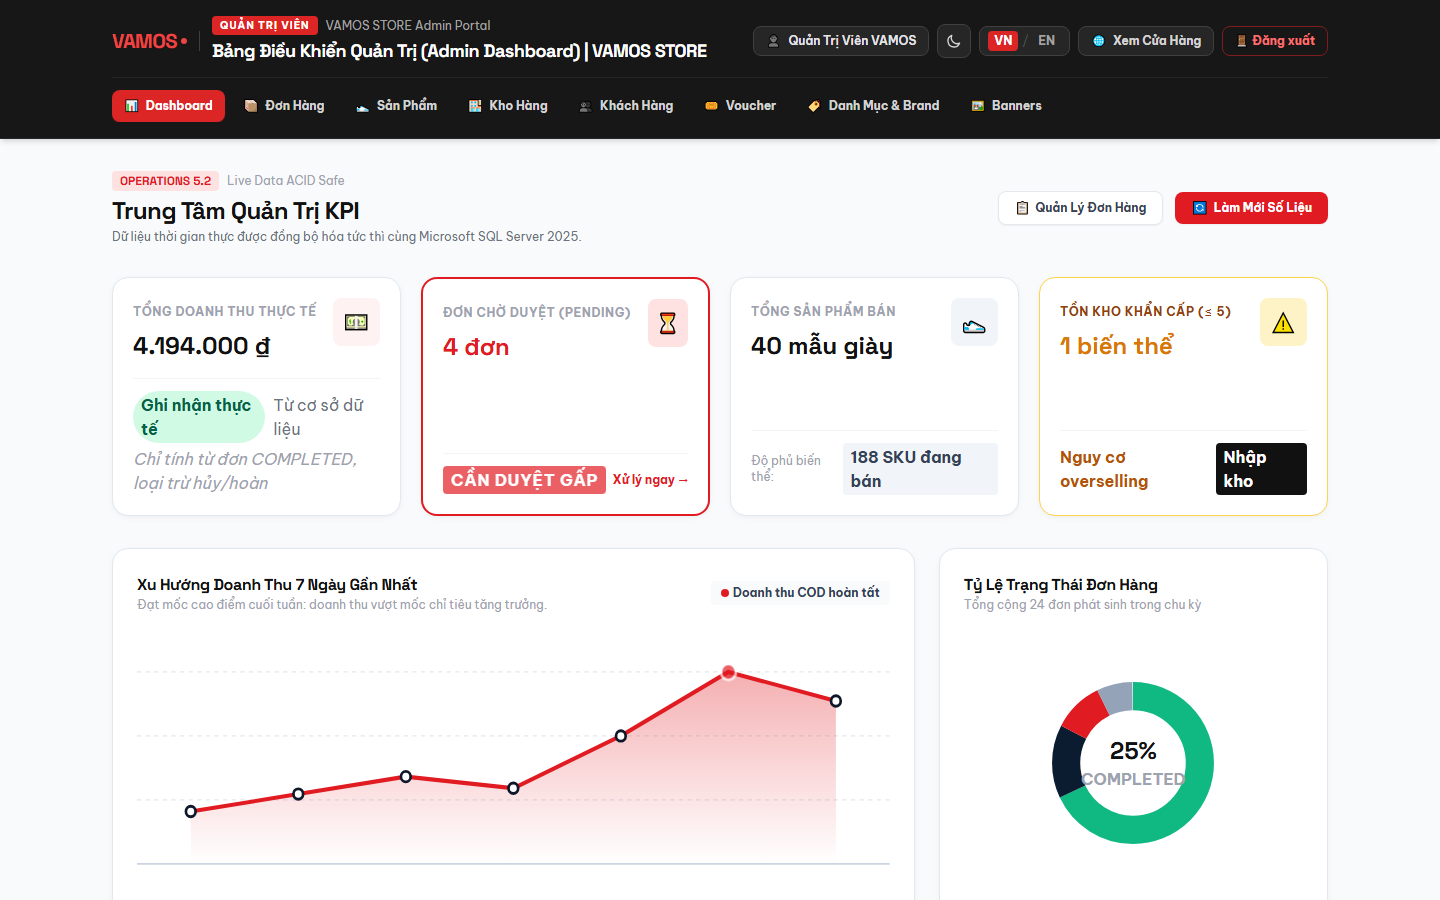 VAMOS
QUẢN TRỊ VIÊN VAMOS STORE Admin Portal
Bảng Điều Khiển Quản Trị (Admin Dashboard) | VAMOS STORE
Quản Trị Viên VAMOS
VN / EN
Xem Cửa Hàng
Đăng xuất
Dashboard
Đơn Hàng
Sản Phẩm
Kho Hàng
Khách Hàng
Voucher
Danh Mục & Brand
Banners
OPERATIONS 5.2 Live Data ACID Safe
Trung Tâm Quản Trị KPI
Dữ liệu thời gian thực được đồng bộ hóa tức thì cùng Microsoft SQL Server 2025.
Quản Lý Đơn Hàng
Làm Mới Số Liệu
TỔNG DOANH THU THỰC TẾ
4.194.000 ₫
Ghi nhận thực
tế
Từ cơ sở dữ
liệu
Chỉ tính từ đơn COMPLETED,
loại trừ hủy/hoàn
ĐƠN CHỜ DUYỆT (PENDING)
4 đơn
CẦN DUYỆT GẤP Xử lý ngay →
TỔNG SẢN PHẨM BÁN
40 mẫu giày
Độ phủ biến
thể:
188 SKU đang
bán
TỒN KHO KHẨN CẤP (≤ 5)
1 biến thể
Nguy cơ
overselling
Nhập
kho
Xu Hướng Doanh Thu 7 Ngày Gần Nhất
Đạt mốc cao điểm cuối tuần: doanh thu vượt mốc chỉ tiêu tăng trưởng.
Doanh thu COD hoàn tất
Tỷ Lệ Trạng Thái Đơn Hàng
Tổng cộng 24 đơn phát sinh trong chu kỳ
25%
COMPLETED